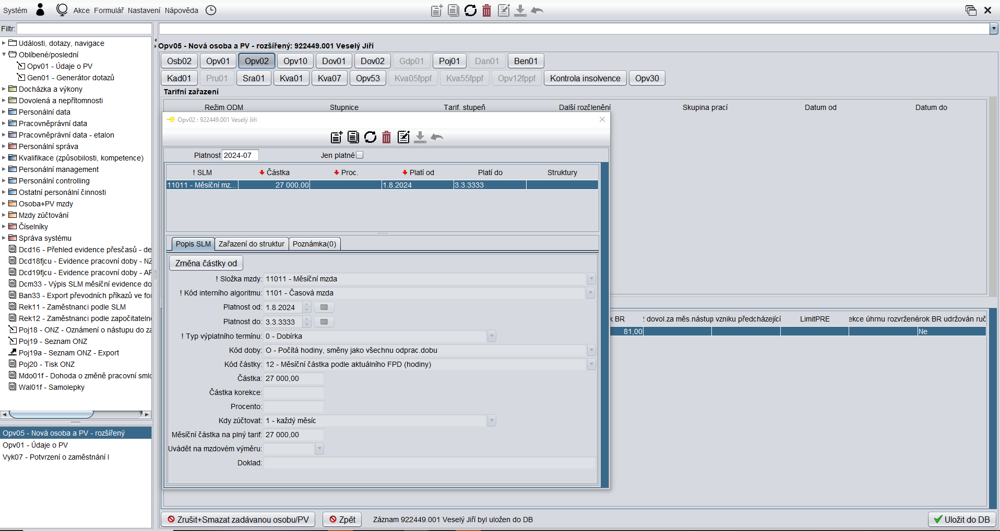 Systém Akce Formulář Nastavení Nápověda
Filtr:
Události, dotazy, navigace
Oblíbené/poslední
Opv01 - Údaje o PV
Gen01 - Generátor dotazů
Docházka a výkony
Dovolená a nepřítomnosti
Personální data
Pracovněprávní data
Pracovněprávní data - etalon
Personální správa
Kvalifikace (způsobilosti, kompetence)
Personální management
Personální controlling
Ostatní personální činnosti
Osoba+PV mzdy
Mzdy zúčtování
Číselníky
Správa systému
Dcd16 - Přehled evidence přesčasů - de
Dcd18fjcu - Evidence pracovní doby - NZ
Dcd19fjcu - Evidence pracovní doby - AF
Dcm33 - Výpis SLM měsíční evidence do
Ban33 - Export převodních příkazů ve for
Rek11 - Zaměstnanci podle SLM
Rek12 - Zaměstnanci podle započitatelné
Poj18 - ONZ - Oznámení o nástupu do za
Poj19 - Seznam ONZ
Poj19a - Seznam ONZ - Export
Poj20 - Tisk ONZ
Mdo01f - Dohoda o změně pracovní smlo
Wal01f - Samolepky
Opv05 - Nová osoba a PV - rozšířený
Opv01 - Údaje o PV
Vyk07 - Potvrzení o zaměstnání I
Opv05 - Nová osoba a PV - rozšířený: 922449.001 Veselý Jiří
Osb02 Opv01 Opv02 Opv10 Dov01 Dov02 Gdp01 Poj01 Dan01 Ben01
Kad01 Pru01 Sra01 Kva01 Kva07 Opv53 Kva05fppf Kva55fppf Opv12fppf Kontrola insolvence Opv30
Tarifní zařazení
Režim ODM Stupnice Tarif. stupeň Další rozčlenění Skupina prací Datum od Datum do
Opv02 : 922449.001 Veselý Jiří
Platnost 2024-07 Jen platné
! SLM Částka Proc. Platí od Platí do Struktury
11011 - Měsíční mz... 27 000,00 1.8.2024 3.3.3333
Popis SLM Zařazení do struktur Poznámka(0)
Změna částky od
! Složka mzdy: 11011 - Měsíční mzda
! Kód interního algoritmu: 1101 - Časová mzda
Platnost od: 1.8.2024
Platnost do: 3.3.3333
! Typ výplatního termínu: 0 - Dobírka
Kód doby: O - Počítá hodiny, směny jako všechnu odprac.dobu
Kód částky: 12 - Měsíční částka podle aktuálního FPD (hodiny)
Částka: 27 000,00
Částka korekce:
Procento:
Kdy zúčtovat: 1 - každý měsíc
Měsíční částka na plný tarif: 27 000,00
Uvádět na mzdovém výměru:
Doklad:
k BR dovol.za měs.nástup vzniku předcházející LimitPRE ekce úhrnu rozvržené rok BR udržován ruč
81,00 Ne
Zrušit+Smazat zadávanou osobu/PV Zpět Záznam 922449.001 Veselý Jiří byl uložen do DB Uložit do DB